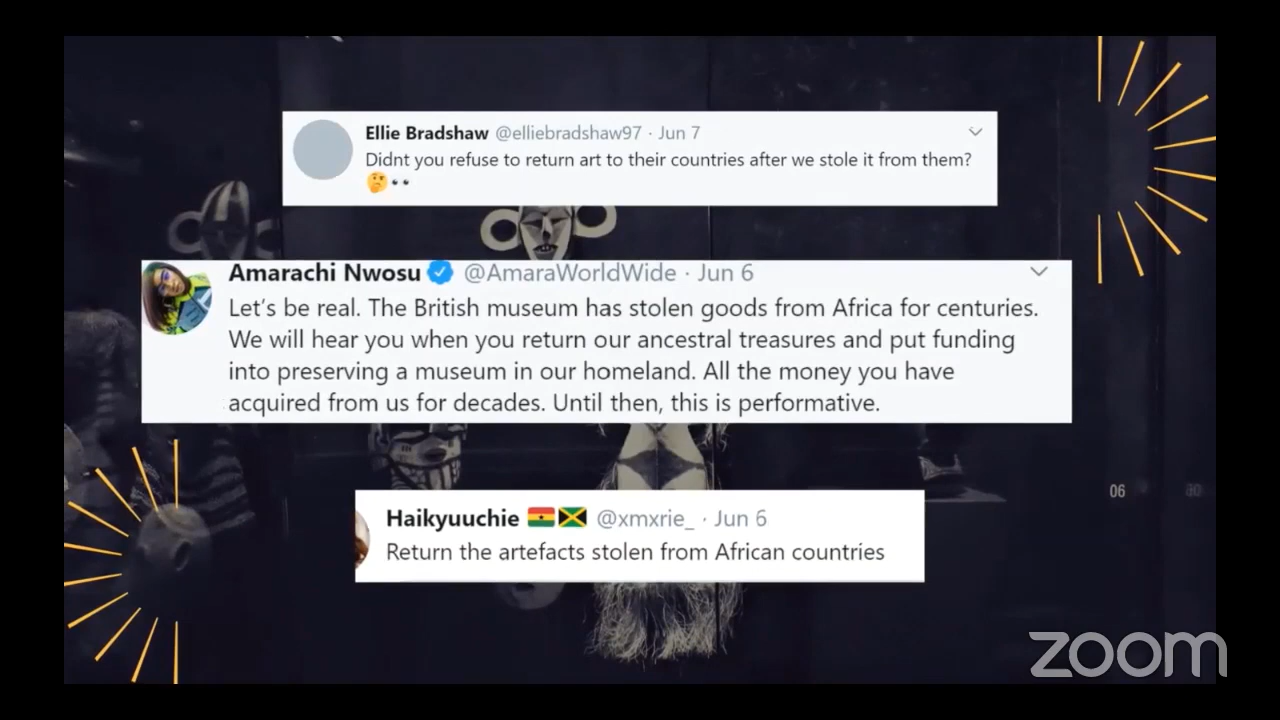 Ellie Bradshaw @elliebradshaw97 · Jun 7
Didnt you refuse to return art to their countries after we stole it from them?
🤔👀
Amarachi Nwosu @AmaraWorldWide · Jun 6
Let's be real. The British museum has stolen goods from Africa for centuries.
We will hear you when you return our ancestral treasures and put funding
into preserving a museum in our homeland. All the money you have
acquired from us for decades. Until then, this is performative.
06
Haikyuuchie 🇬🇭🇯🇲 @xmxrie_ · Jun 6
Return the artefacts stolen from African countries
zoom